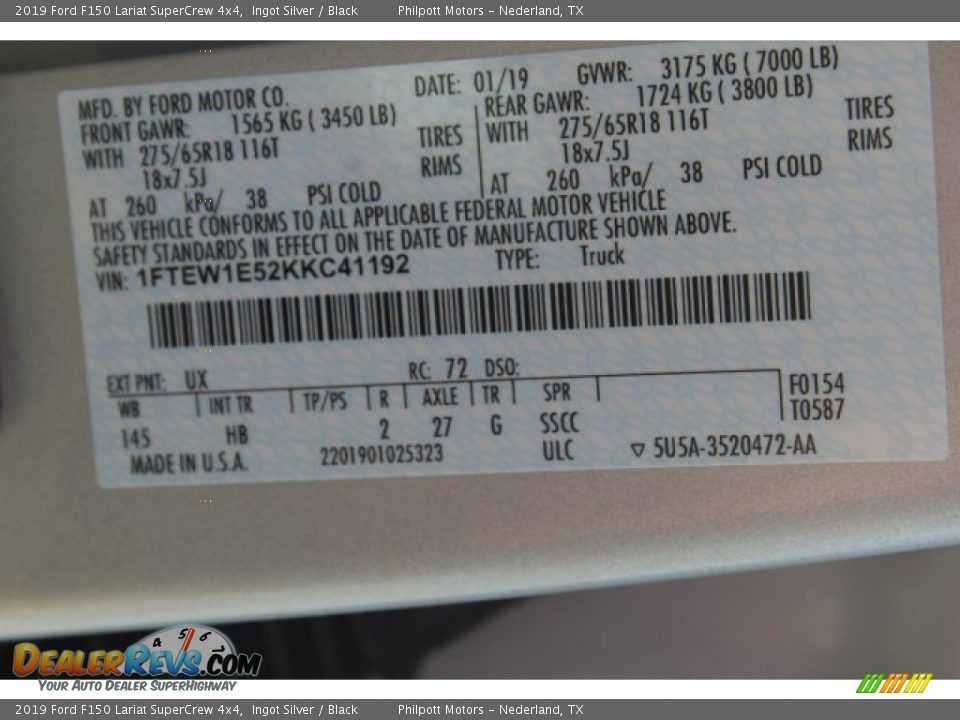 2019 Ford F150 Lariat SuperCrew 4x4, Ingot Silver / Black Philpott Motors – Nederland, TX
MFD. BY FORD MOTOR CO. DATE: 01/19 GVWR: 3175 KG ( 7000 LB)
FRONT GAWR: 1565 KG ( 3450 LB) REAR GAWR: 1724 KG ( 3800 LB)
WITH 275/65R18 116T TIRES WITH 275/65R18 116T TIRES
18x7.5J RIMS 18x7.5J RIMS
AT 260 kPa/ 38 PSI COLD AT 260 kPa/ 38 PSI COLD
THIS VEHICLE CONFORMS TO ALL APPLICABLE FEDERAL MOTOR VEHICLE
SAFETY STANDARDS IN EFFECT ON THE DATE OF MANUFACTURE SHOWN ABOVE.
VIN: 1FTEW1E52KKC41192 TYPE: Truck
EXT PNT: UX RC: 72 DSO:
WB INT TR TP/PS R AXLE TR SPR F0154
145 HB 2 27 G SSCC T0587
MADE IN U.S.A. 2201901025323 ULC ▽ 5U5A-3520472-AA
4 5 6
DEALERREVS.COM
YOUR AUTO DEALER SUPERHIGHWAY
2019 Ford F150 Lariat SuperCrew 4x4, Ingot Silver / Black Philpott Motors – Nederland, TX